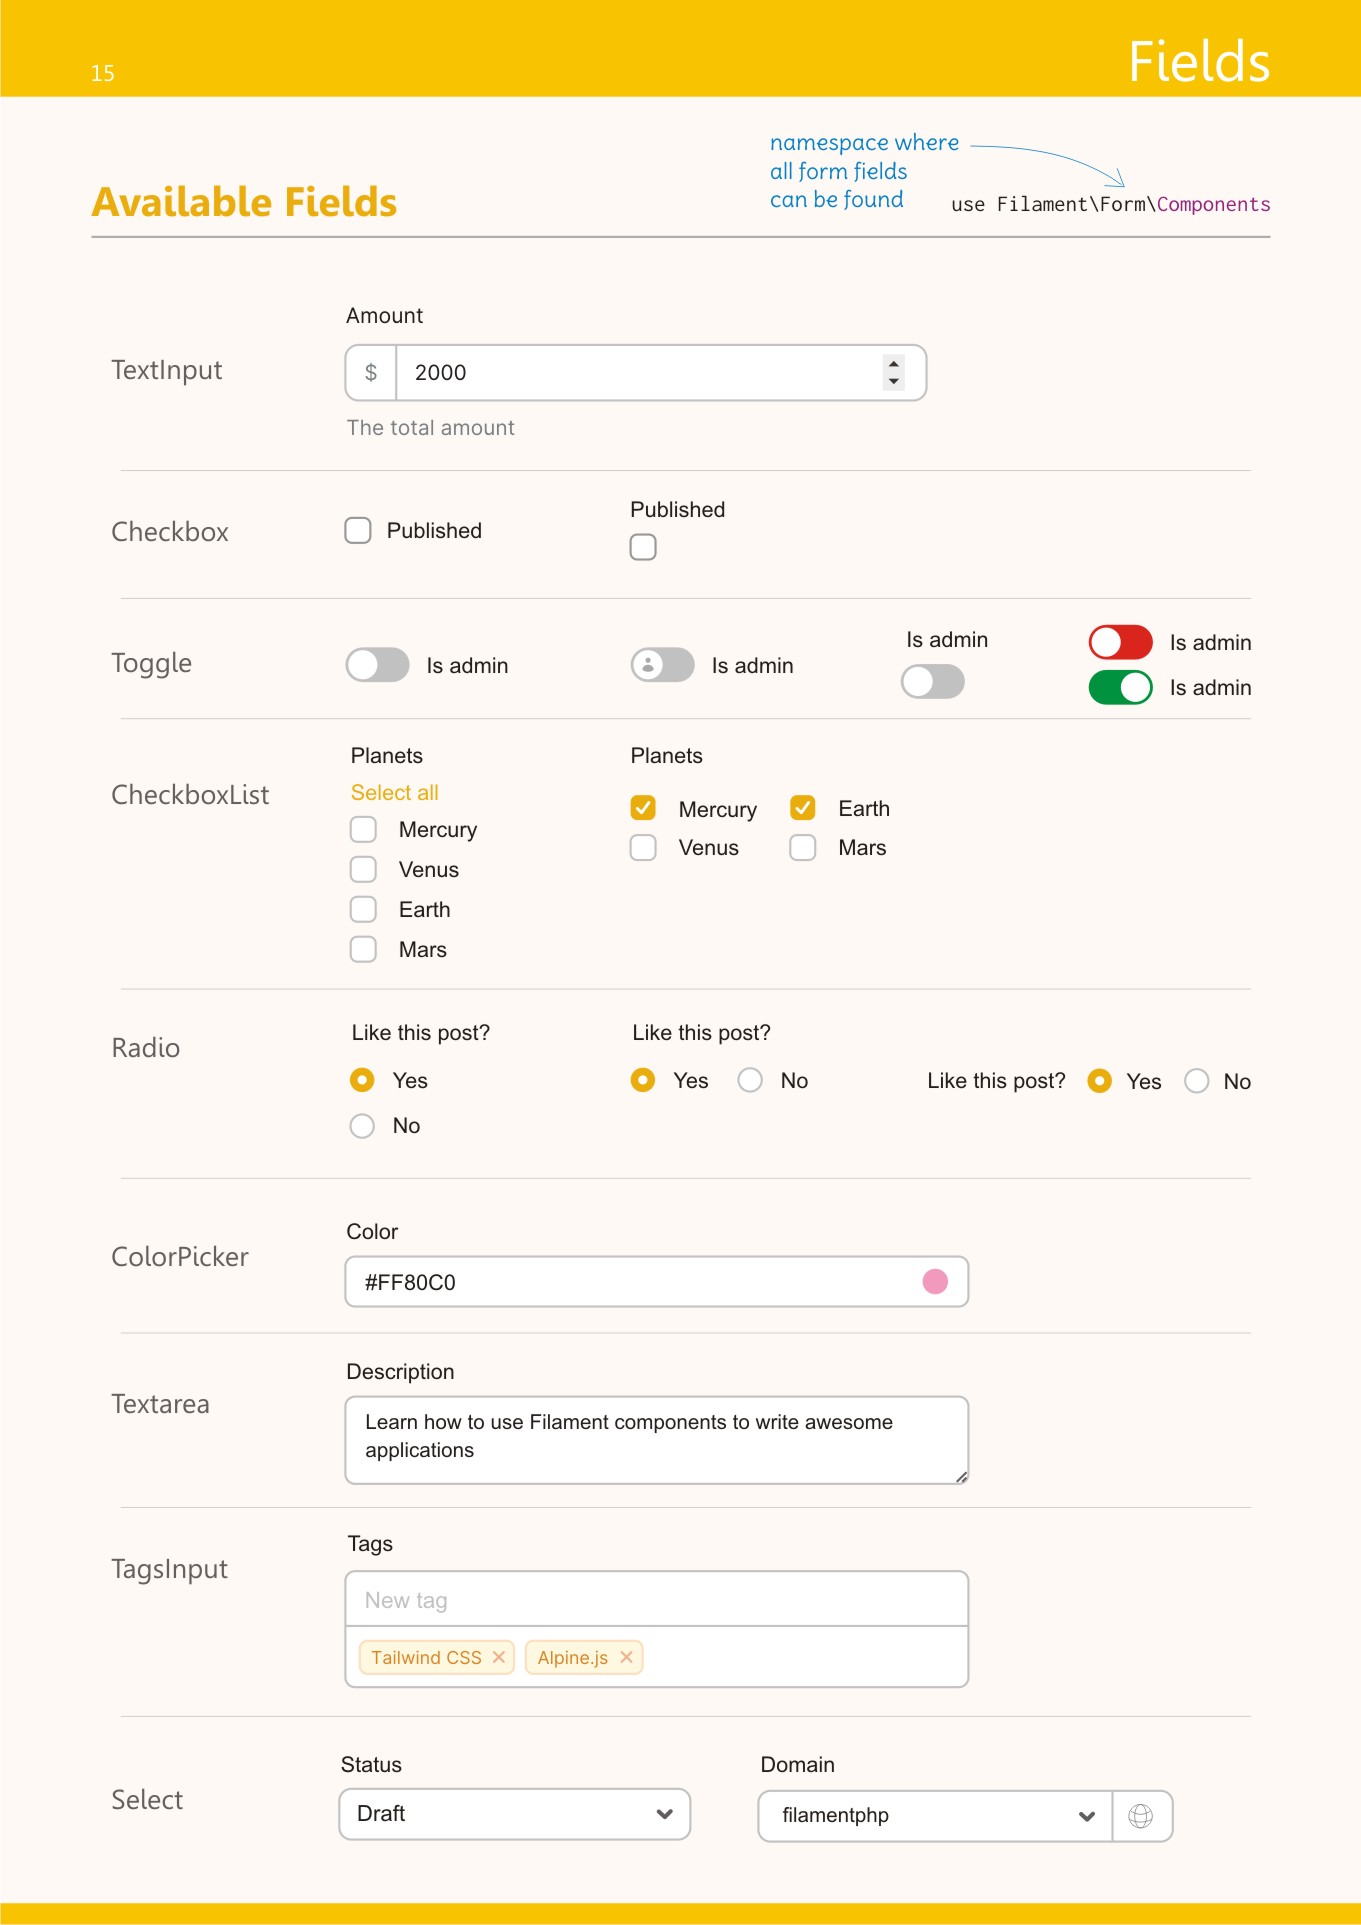 15
Fields
namespace where
all form fields
can be found
Available Fields
use Filament\Form\Components
Amount
TextInput
$ 2000
The total amount
Checkbox
Published
Published
Toggle
Is admin
Is admin
Is admin
Is admin
Is admin
CheckboxList
Planets
Select all
Mercury
Venus
Earth
Mars
Planets
Mercury Earth
Venus Mars
Radio
Like this post?
Yes
No
Like this post?
Yes No
Like this post? Yes No
ColorPicker
Color
#FF80C0
Textarea
Description
Learn how to use Filament components to write awesome
applications
TagsInput
Tags
New tag
Tailwind CSS Alpine.js
Select
Status
Draft
Domain
filamentphp